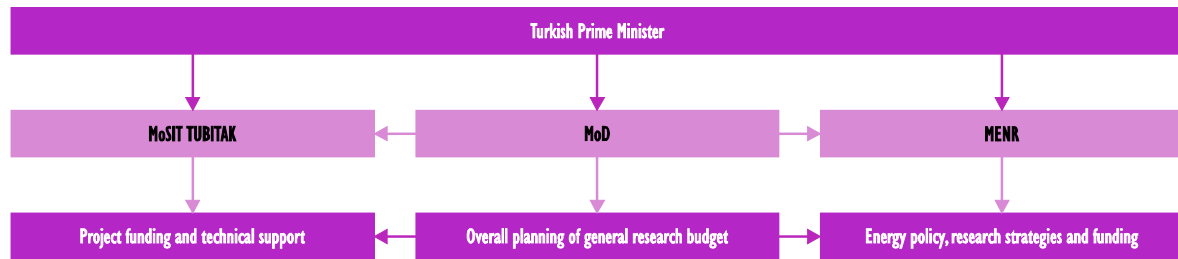 Turkish Prime Minister
MoSIT TUBITAK
MoD
MENR
Project funding and technical support
Overall planning of general research budget
Energy policy, research strategies and funding